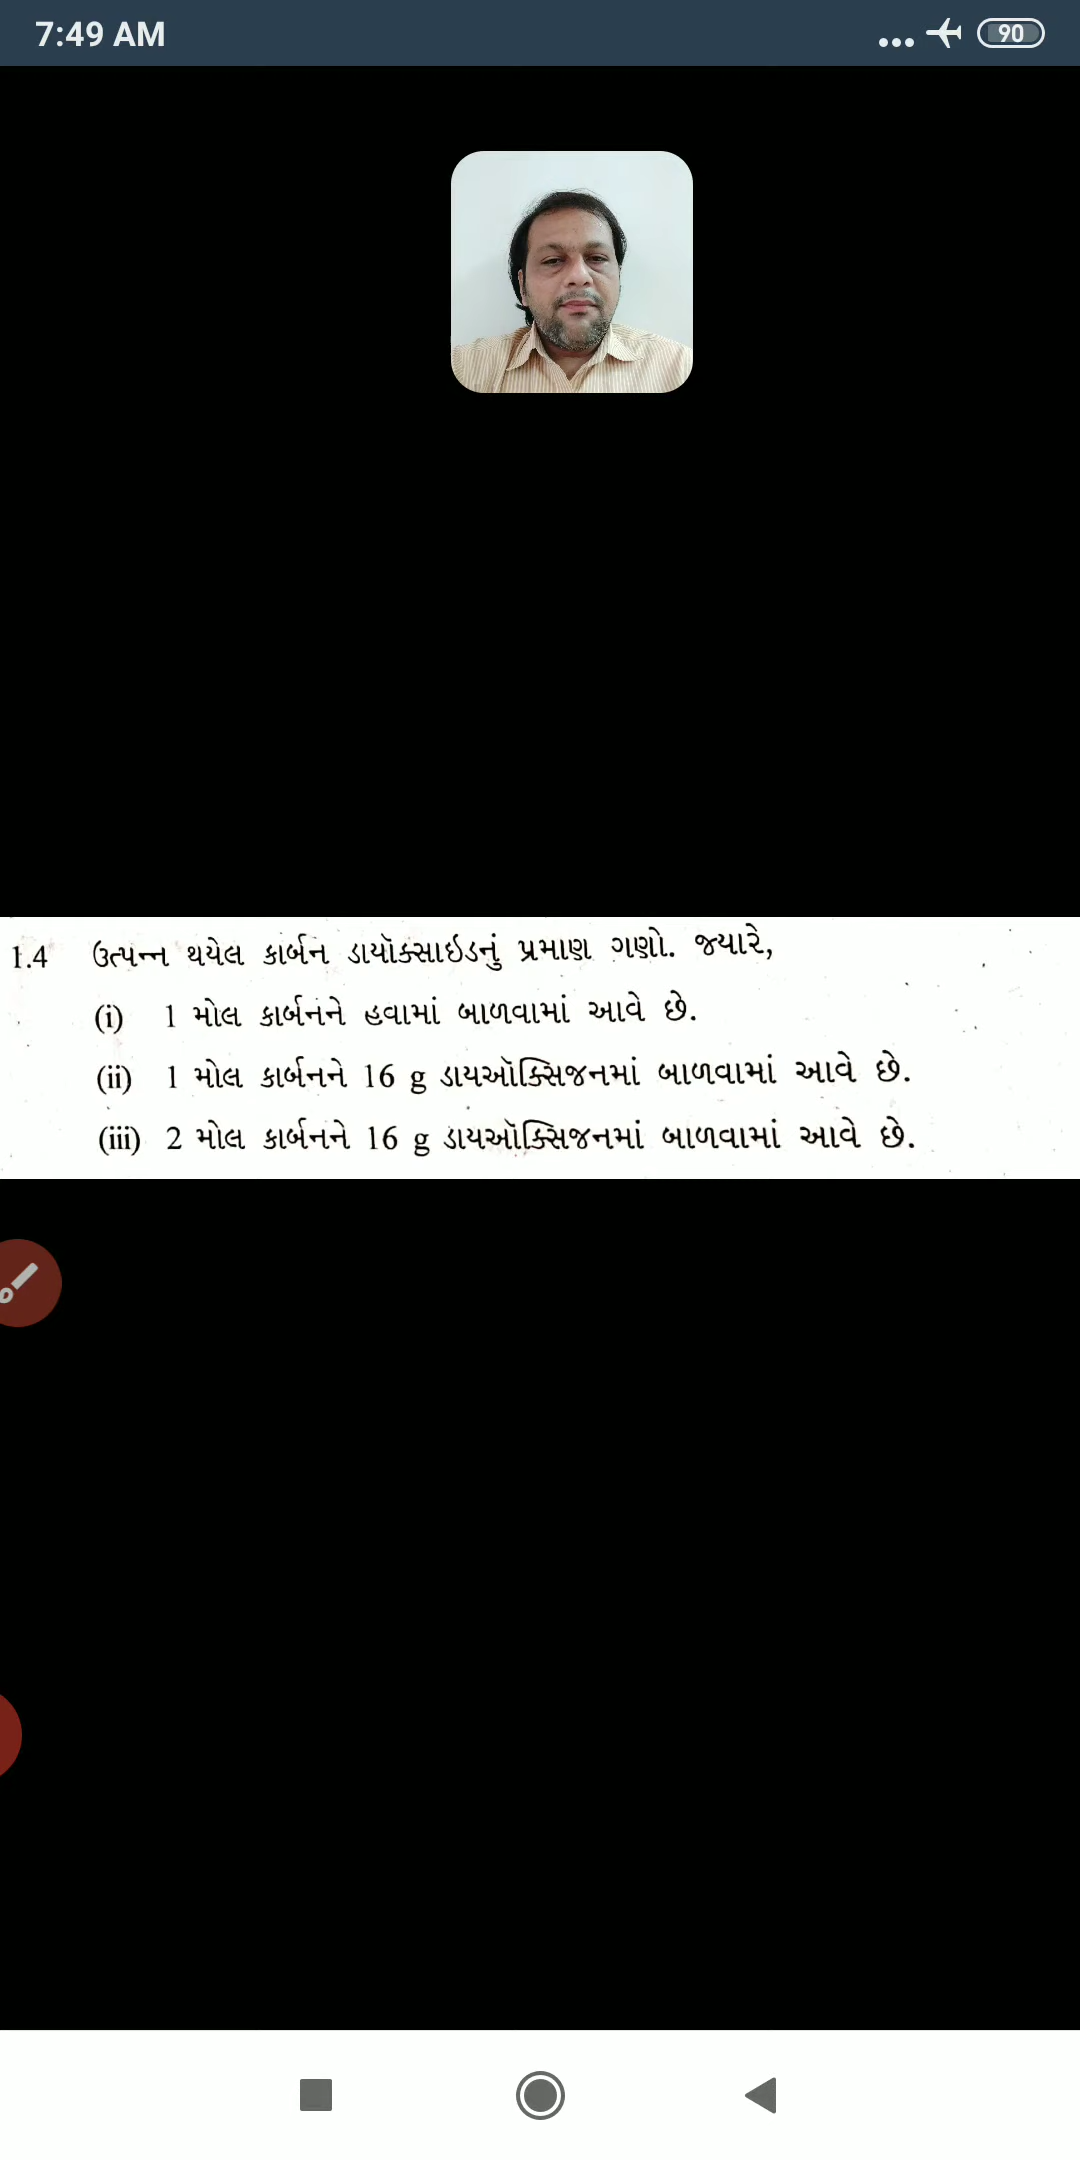 7:49 AM
90
1.4 ઉત્પન્ન થયેલ કાર્બન ડાયૉક્સાઇડનું પ્રમાણ ગણો. જ્યારે,
(i) 1 મોલ કાર્બનને હવામાં બાળવામાં આવે છે.
(ii) 1 મોલ કાર્બનને 16 g ડાયઑક્સિજનમાં બાળવામાં આવે છે.
(iii) 2 મોલ કાર્બનને 16 g ડાયઑક્સિજનમાં બાળવામાં આવે છે.